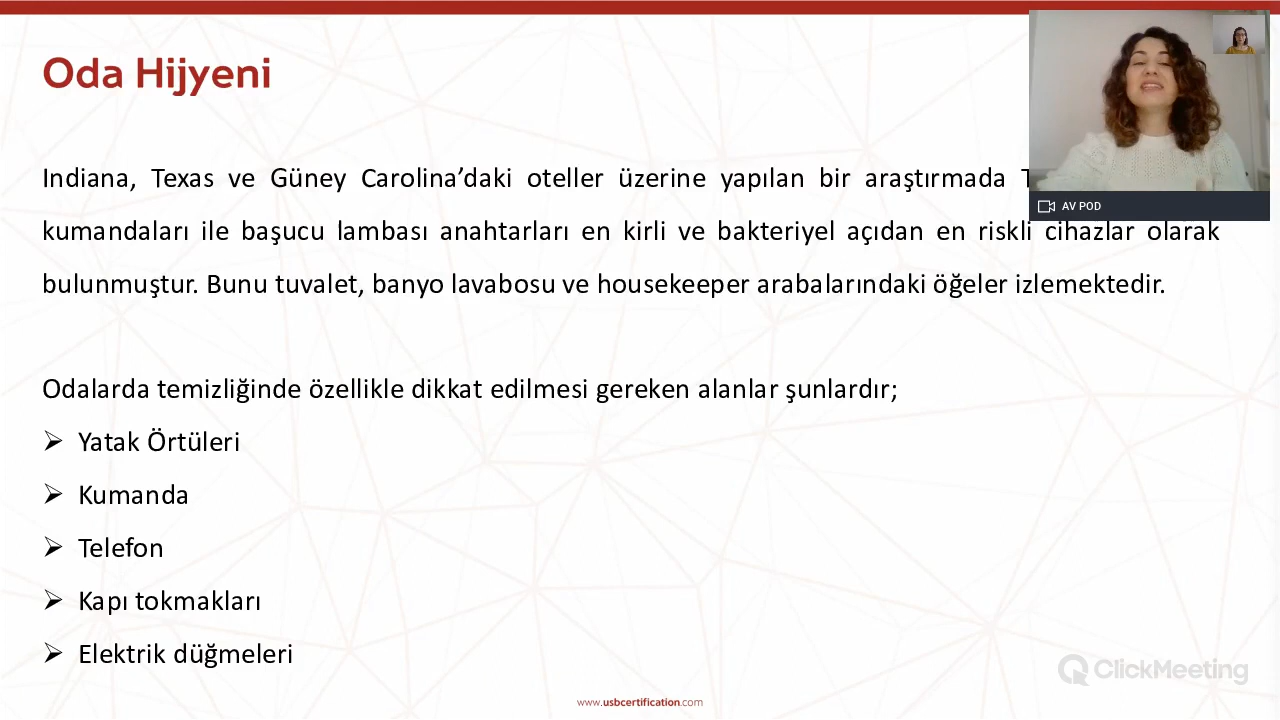 Oda Hijyeni
Indiana, Texas ve Güney Carolina’daki oteller üzerine yapılan bir araştırmada
AV POD
kumandaları ile başucu lambası anahtarları en kirli ve bakteriyel açıdan en riskli cihazlar olarak
bulunmuştur. Bunu tuvalet, banyo lavabosu ve housekeeper arabalarındaki öğeler izlemektedir.
Odalarda temizliğinde özellikle dikkat edilmesi gereken alanlar şunlardır;
➢ Yatak Örtüleri
➢ Kumanda
➢ Telefon
➢ Kapı tokmakları
➢ Elektrik düğmeleri
ClickMeeting
www.usbcertification.com